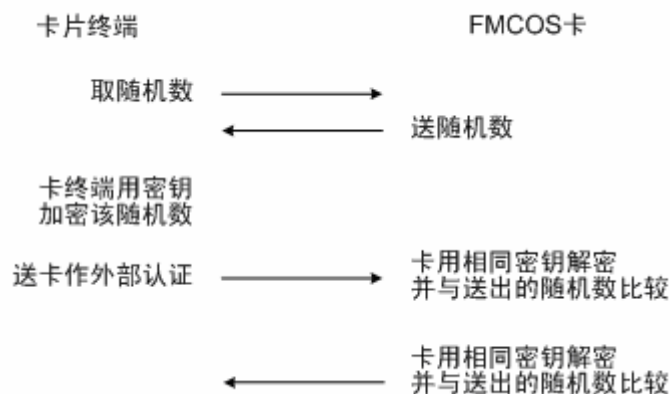 卡片终端
FMCOS卡
取随机数
送随机数
卡终端用密钥
加密该随机数
送卡作外部认证
卡用相同密钥解密
并与送出的随机数比较
卡用相同密钥解密
并与送出的随机数比较